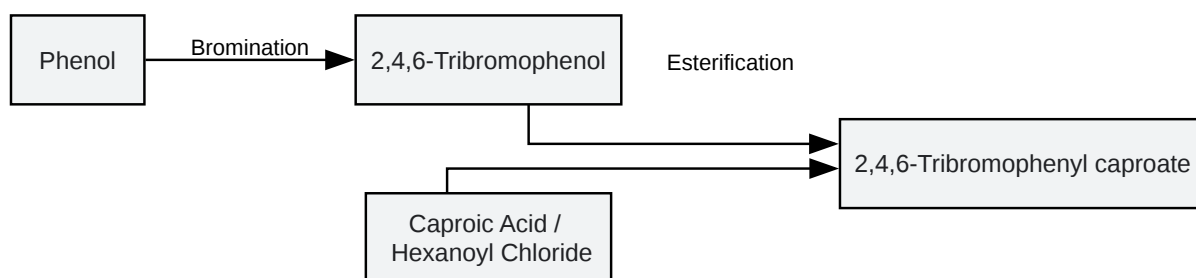 Phenol
Bromination
2,4,6-Tribromophenol
Esterification
2,4,6-Tribromophenyl caproate
Caproic Acid /
Hexanoyl Chloride